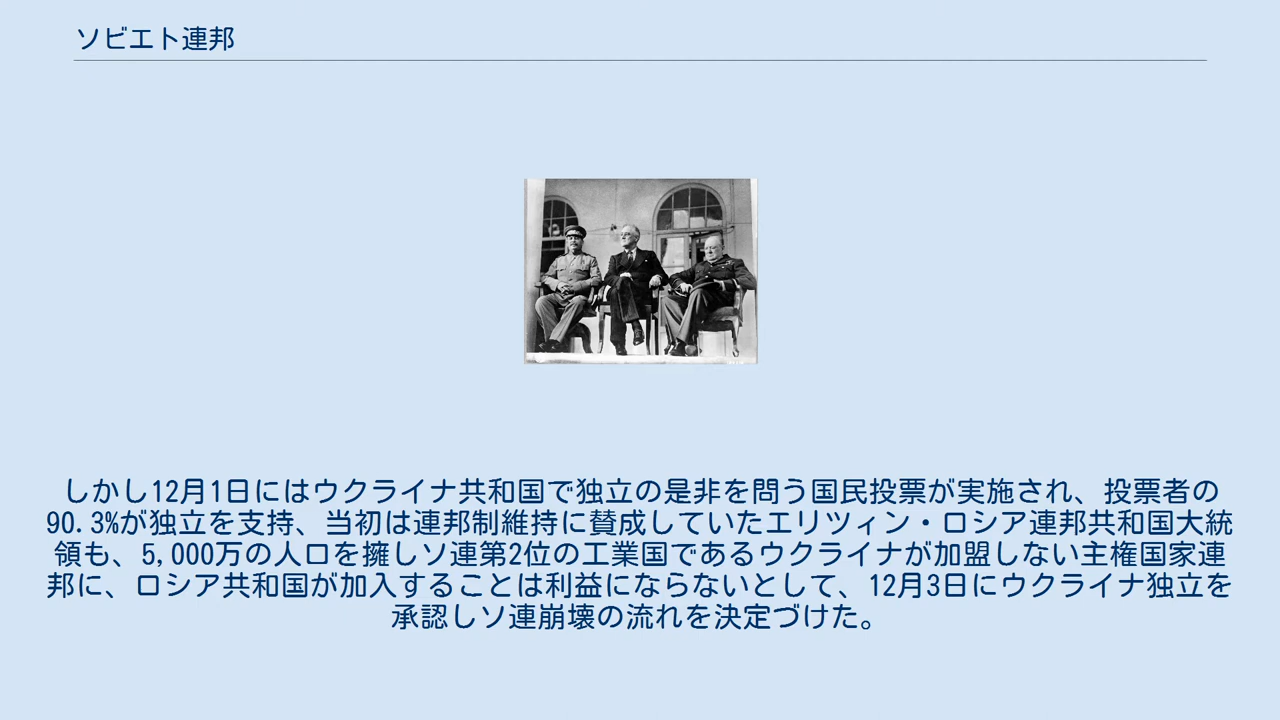 ソビエト連邦
しかし12月1日にはウクライナ共和国で独立の是非を問う国民投票が実施され、投票者の
90.3%が独立を支持、当初は連邦制維持に賛成していたエリツィン・ロシア連邦共和国大統
領も、5,000万の人口を擁しソ連第2位の工業国であるウクライナが加盟しない主権国家連
邦に、ロシア共和国が加入することは利益にならないとして、12月3日にウクライナ独立を
承認しソ連崩壊の流れを決定づけた。